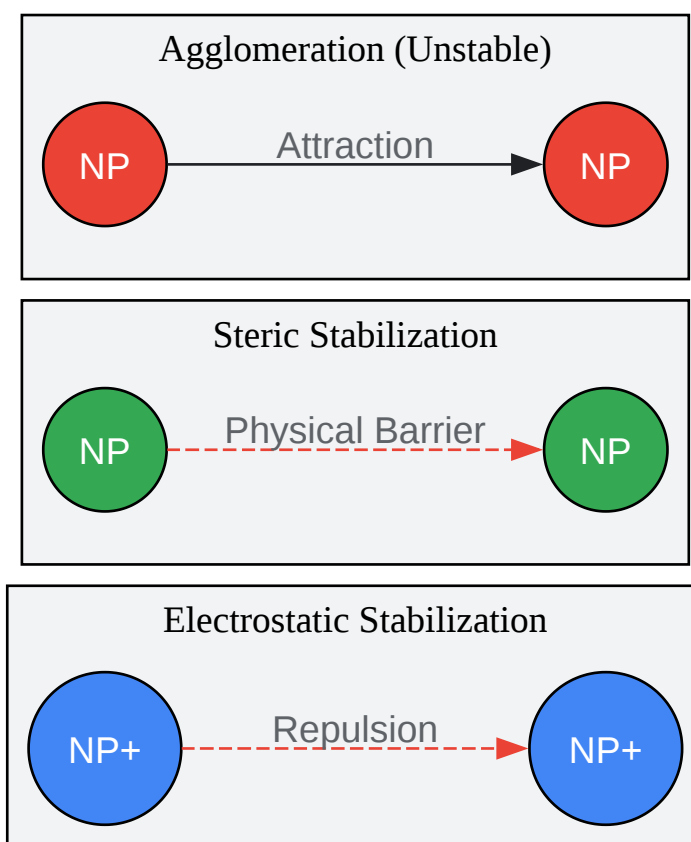 Agglomeration (Unstable)
NP Attraction NP
Steric Stabilization
NP Physical Barrier NP
Electrostatic Stabilization
NP+ Repulsion NP+